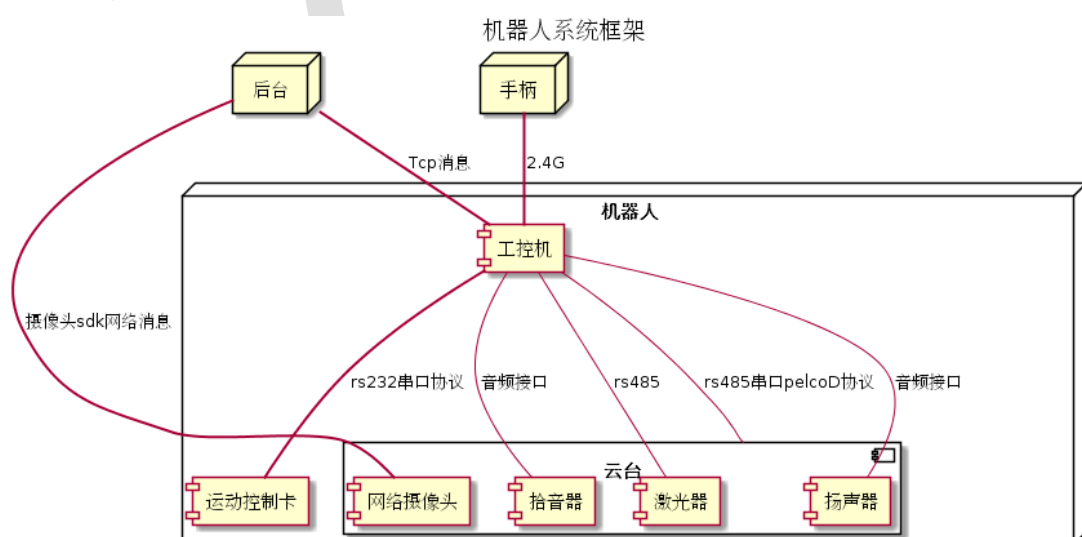 机器人系统框架
后台
手柄
Tcp消息
2.4G
机器人
工控机
摄像头sdk网络消息
rs232串口协议
音频接口
rs485
rs485串口pelcoD协议
音频接口
云台
运动控制卡
网络摄像头
拾音器
激光器
扬声器